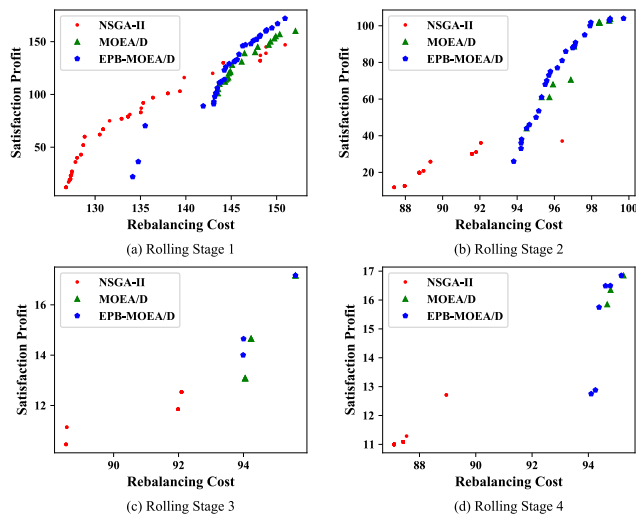 NSGA-II
MOEA/D
EPB-MOEA/D
Satisfaction Profit
150
100
50
130
135
140
145
150
Rebalancing Cost
(a) Rolling Stage 1
NSGA-II
MOEA/D
EPB-MOEA/D
Satisfaction Profit
100
80
60
40
20
88
90
92
94
96
98
100
Rebalancing Cost
(b) Rolling Stage 2
NSGA-II
MOEA/D
EPB-MOEA/D
Satisfaction Profit
16
14
12
90
92
94
Rebalancing Cost
(c) Rolling Stage 3
NSGA-II
MOEA/D
EPB-MOEA/D
Satisfaction Profit
17
16
15
14
13
12
11
88
90
92
94
Rebalancing Cost
(d) Rolling Stage 4